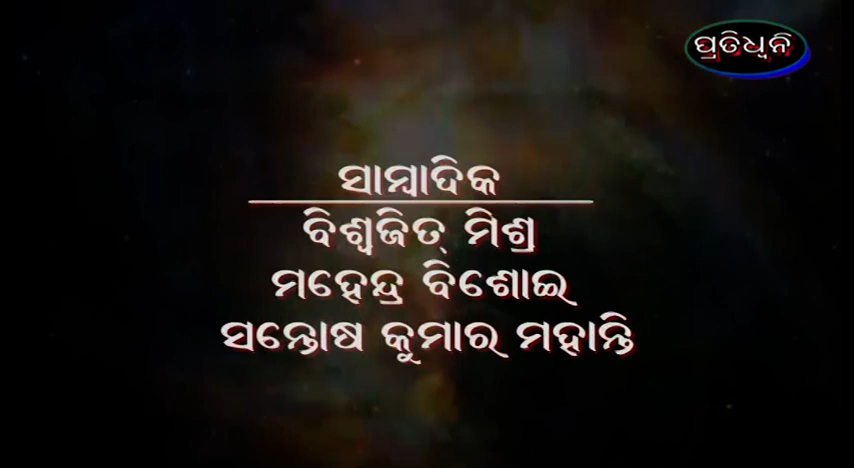 ପ୍ରତିଧ୍ୱନି
ସାମ୍ବାଦିକ
ବିଶ୍ୱଜିତ୍ ମିଶ୍ର
ମହେନ୍ଦ୍ର ବିଶୋଇ
ସନ୍ତୋଷ କୁମାର ମହାନ୍ତି